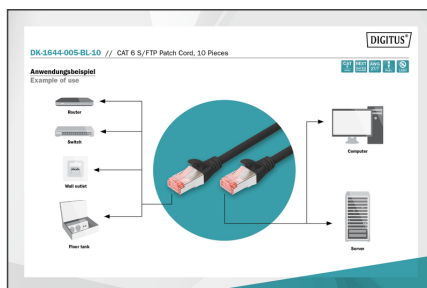 DIGITUS®
DK-1644-005-BL-10 // CAT 6 S/FTP Patch Cord, 10 Pieces
Anwendungsbeispiel
Example of use
Router
Switch
Wall outlet
Floor tank
Computer
Server